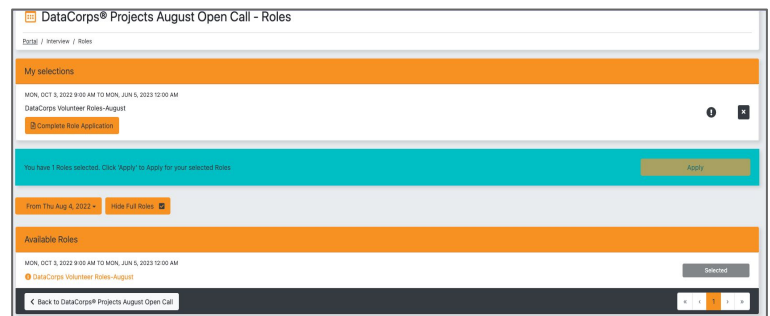 DataCorps® Projects August Open Call - Roles
Portal / Interview / Roles
My selections
MON, OCT 3, 2022 9:00 AM TO MON, JUN 5, 2023 12:00 AM
DataCorps Volunteer Roles-August
Complete Role Application
You have 1 Roles selected. Click 'Apply' to Apply for your selected Roles
Apply
From Thu Aug 4, 2022
Hide Full Roles
Available Roles
MON, OCT 3, 2022 9:00 AM TO MON, JUN 5, 2023 12:00 AM
DataCorps Volunteer Roles-August
Selected
< Back to DataCorps® Projects August Open Call
« ‹ 1 › »